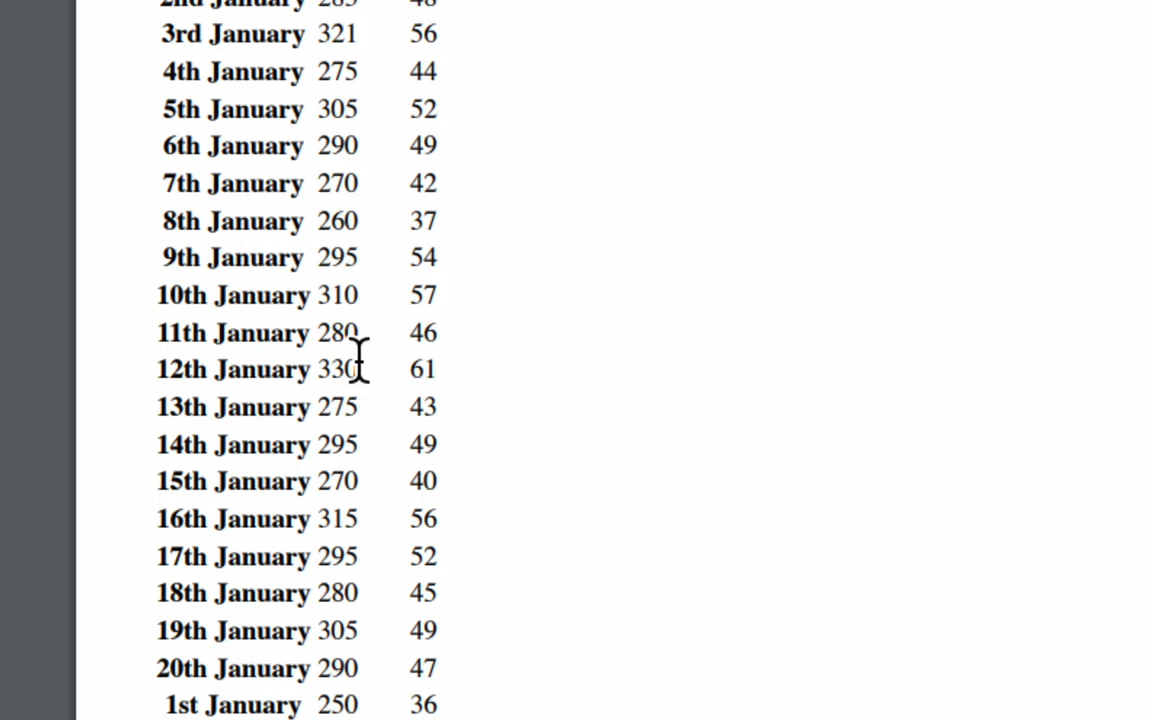 2nd January 285 48
3rd January 321 56
4th January 275 44
5th January 305 52
6th January 290 49
7th January 270 42
8th January 260 37
9th January 295 54
10th January 310 57
11th January 280 46
12th January 330 61
13th January 275 43
14th January 295 49
15th January 270 40
16th January 315 56
17th January 295 52
18th January 280 45
19th January 305 49
20th January 290 47
1st January 250 36